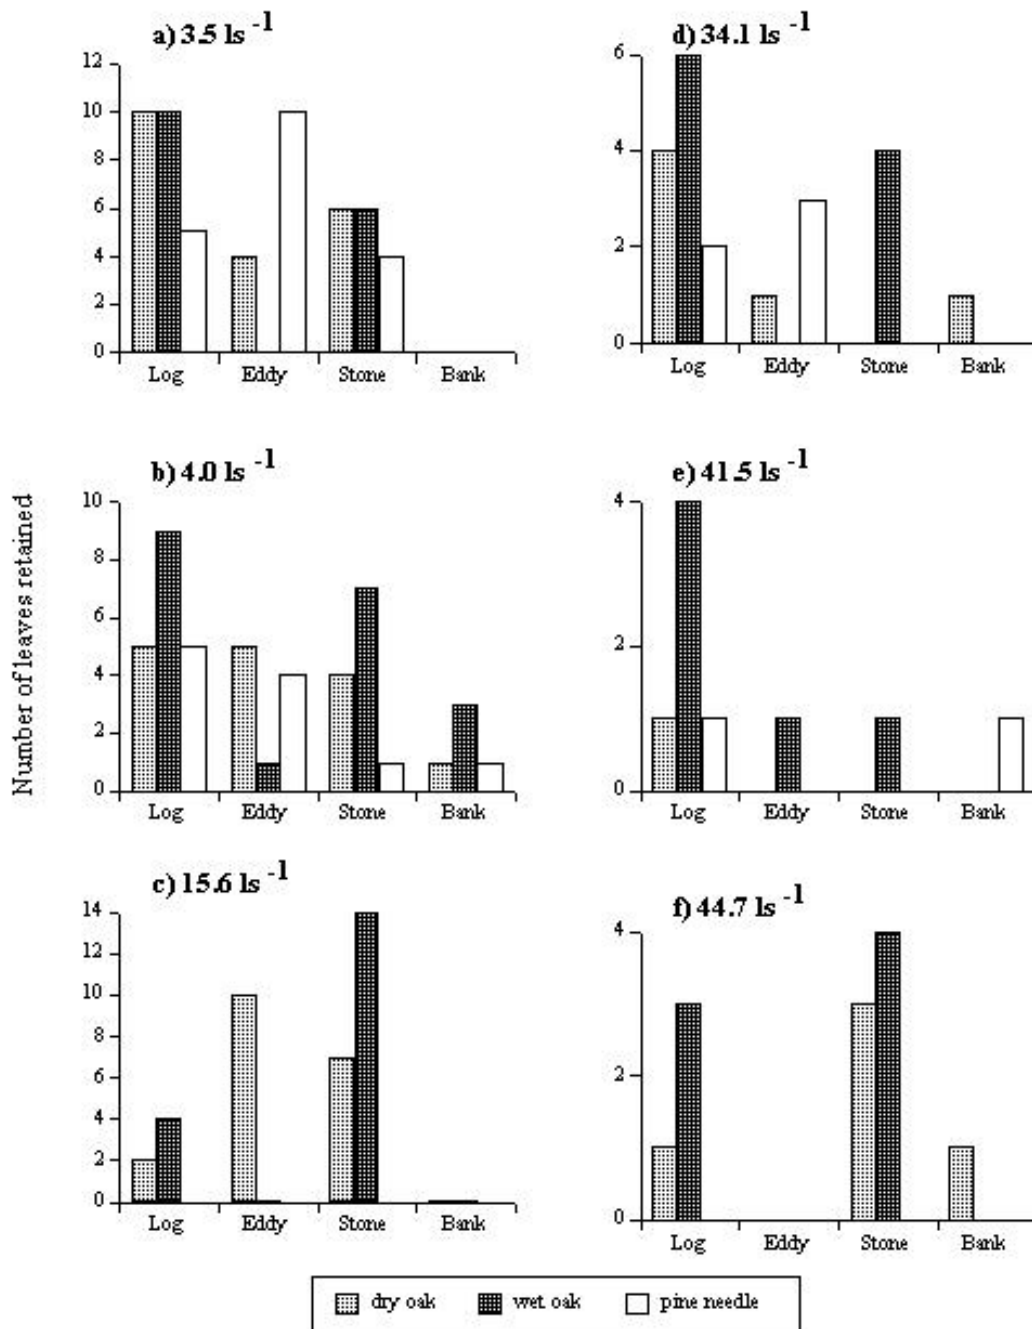 a) 3.5 ls -1
12
10
8
6
4
2
0
Log Eddy Stone Bank
d) 34.1 ls -1
6
4
2
0
Log Eddy Stone Bank
Number of leaves retained
b) 4.0 ls -1
10
8
6
4
2
0
Log Eddy Stone Bank
e) 41.5 ls -1
4
2
0
Log Eddy Stone Bank
c) 15.6 ls -1
14
12
10
8
6
4
2
0
Log Eddy Stone Bank
f) 44.7 ls -1
4
2
0
Log Eddy Stone Bank
dry oak wet oak pine needle